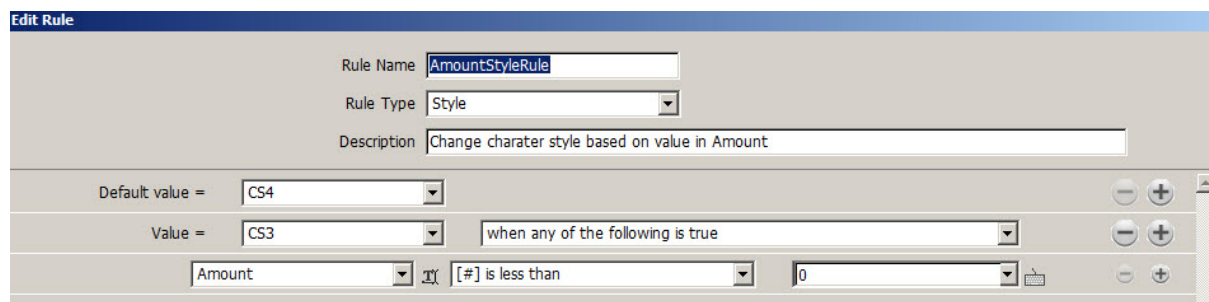 Edit Rule
Rule Name AmountStyleRule
Rule Type Style
Description Change charater style based on value in Amount
Default value = CS4
Value = CS3 when any of the following is true
Amount [#] is less than 0